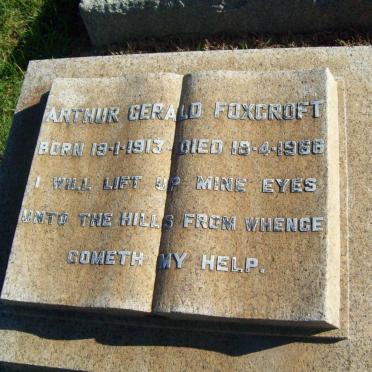 ARTHUR GERALD FOXCROFT
BORN 19-1-1913. DIED 18-4-1968
I WILL LIFT UP MINE EYES
UNTO THE HILLS FROM WHENCE
COMETH MY HELP.